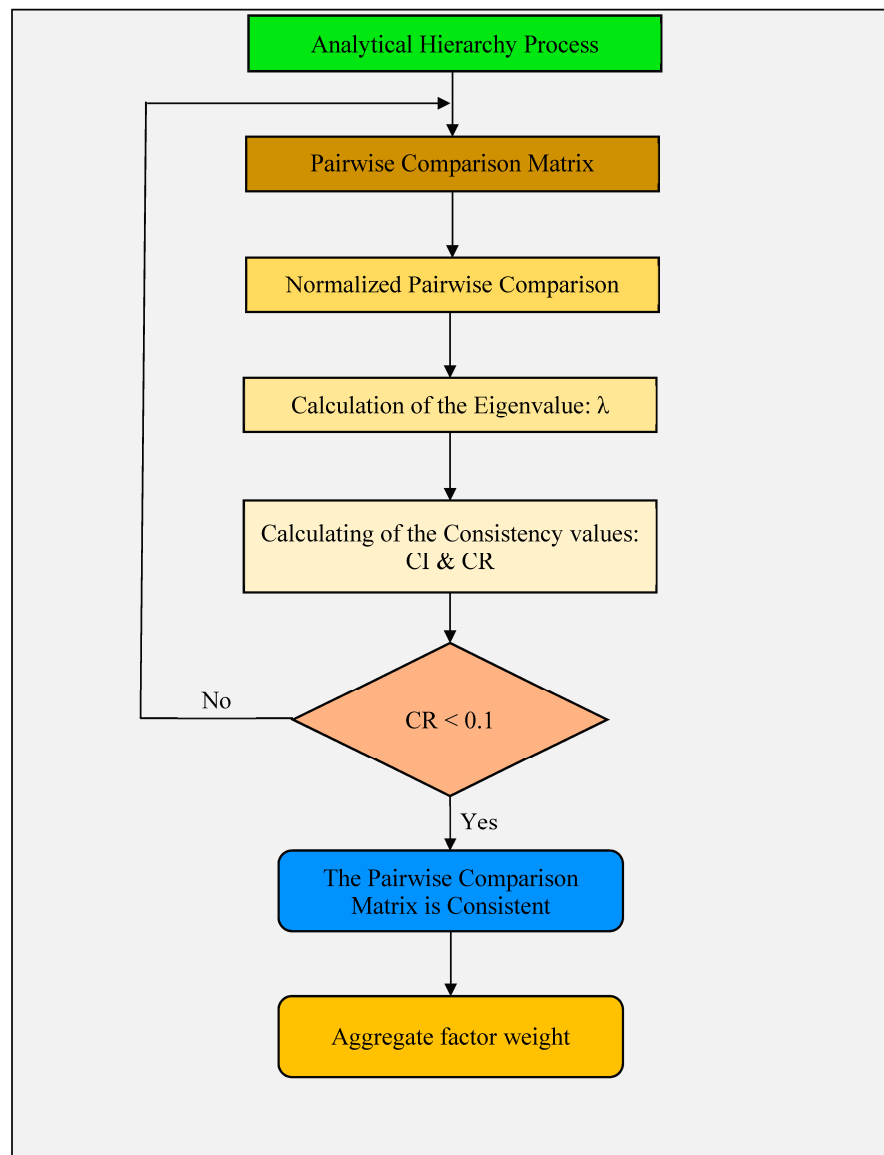 Analytical Hierarchy Process
Pairwise Comparison Matrix
Normalized Pairwise Comparison
Calculation of the Eigenvalue: λ
Calculating of the Consistency values:
CI & CR
No
CR < 0.1
Yes
The Pairwise Comparison
Matrix is Consistent
Aggregate factor weight